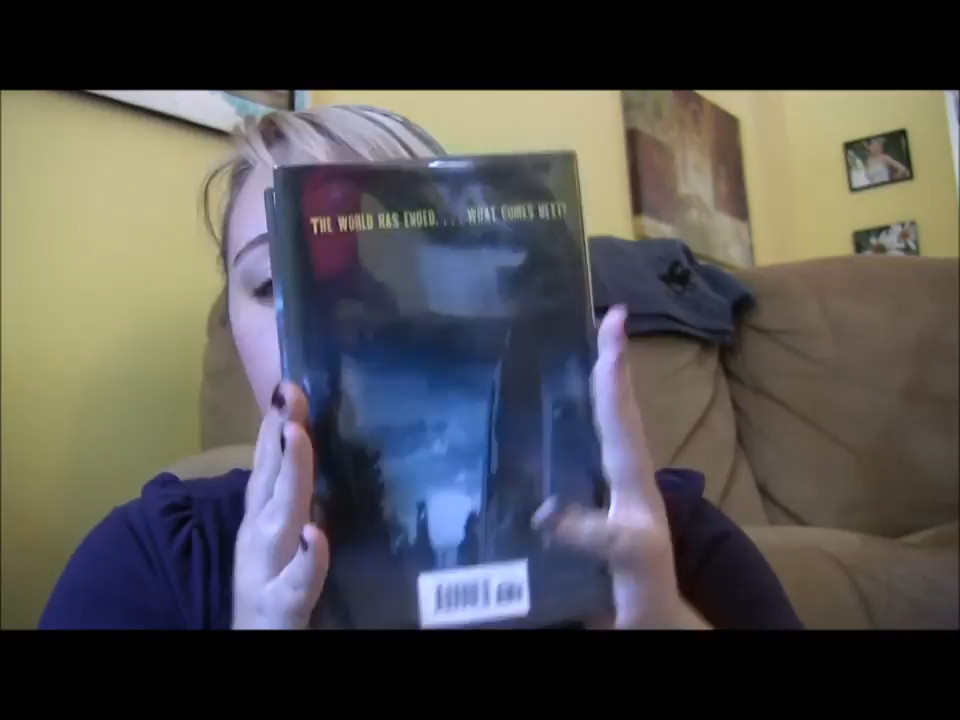 THE WORLD HAS ENDED. . . . WHAT COMES NEXT?